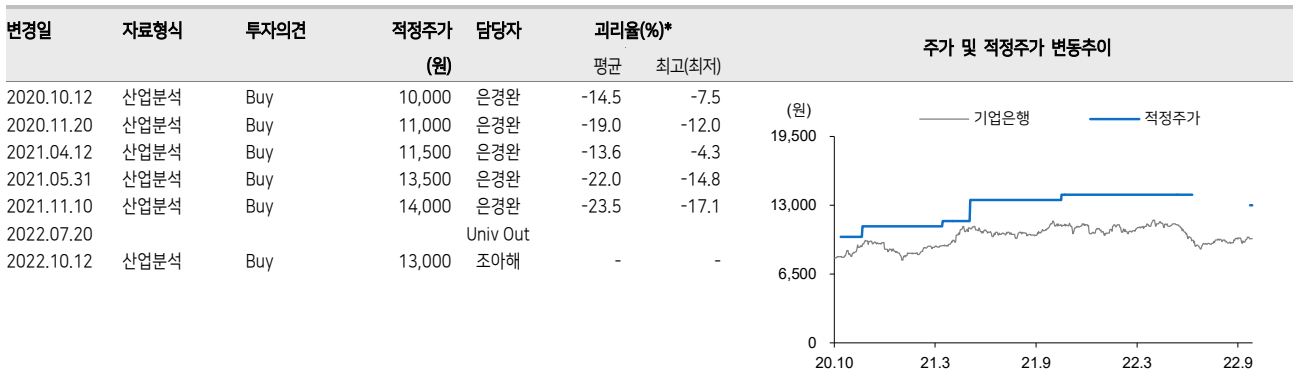 변경일 자료형식 투자의견 적정주가 담당자 괴리율(%)*
(원) 평균 최고(최저)
2020.10.12 산업분석 Buy 10,000 은경완 -14.5 -7.5
2020.11.20 산업분석 Buy 11,000 은경완 -19.0 -12.0
2021.04.12 산업분석 Buy 11,500 은경완 -13.6 -4.3
2021.05.31 산업분석 Buy 13,500 은경완 -22.0 -14.8
2021.11.10 산업분석 Buy 14,000 은경완 -23.5 -17.1
2022.07.20 Univ Out
2022.10.12 산업분석 Buy 13,000 조아해 - -
주가 및 적정주가 변동추이
(원)
기업은행 적정주가
19,500
13,000
6,500
0
20.10 21.3 21.9 22.3 22.9